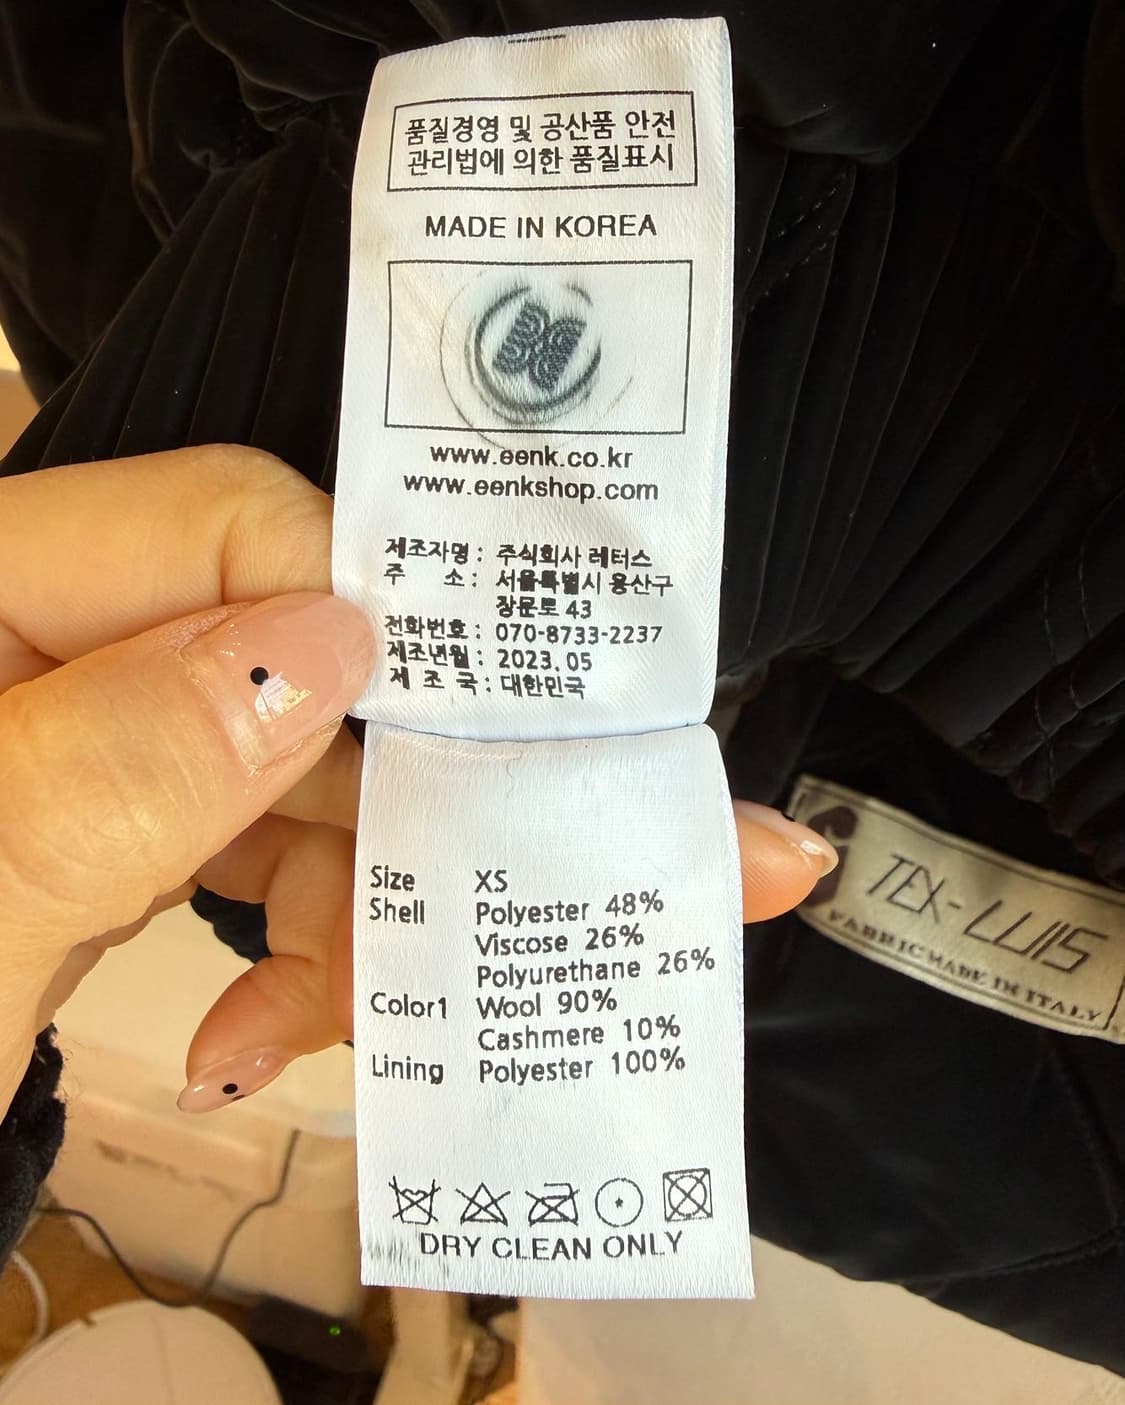 품질경영 및 공산품 안전
관리법에 의한 품질표시
MADE IN KOREA
www.eenk.co.kr
www.eenkshop.com
제조자명 : 주식회사 레터스
주 소 : 서울특별시 용산구
장문로 43
전화번호 : 070-8733-2237
제조년월 : 2023. 05
제 조 국 : 대한민국
Size XS
Shell Polyester 48%
Viscose 26%
Polyurethane 26%
Color1 Wool 90%
Cashmere 10%
Lining Polyester 100%
DRY CLEAN ONLY
TEX-LUIS
FABRIC MADE IN ITALY